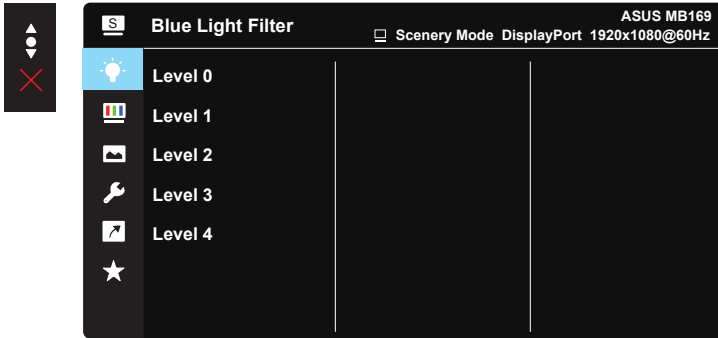 S
Blue Light Filter
ASUS MB169
Scenery Mode DisplayPort 1920x1080@60Hz
Level 0
Level 1
Level 2
Level 3
Level 4